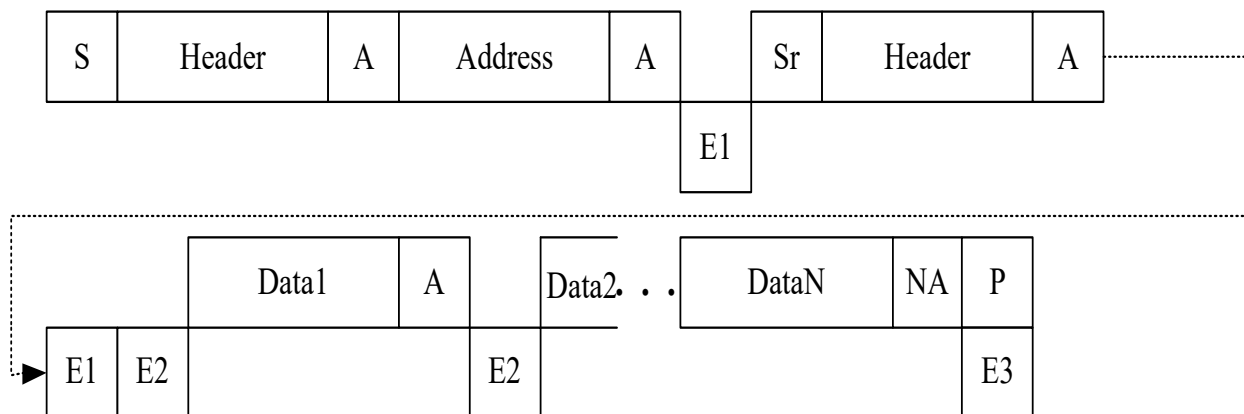 S Header A Address A Sr Header A
E1
Data1 A Data2 . . . DataN NA P
E1 E2 E2 E3